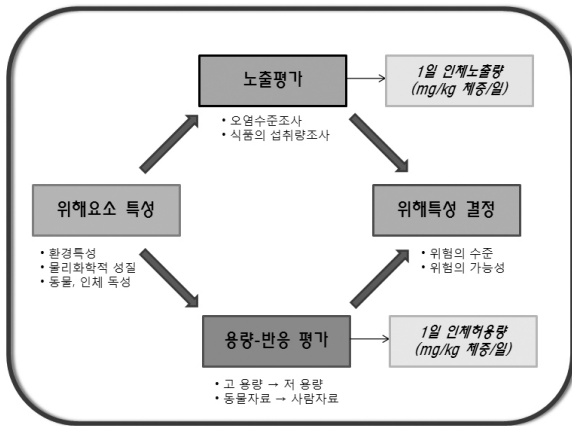 노출평가
1일 인체노출량
(mg/kg 체중/일)
• 오염수준조사
• 식품의 섭취량조사
위해요소 특성
• 환경특성
• 물리화학적 성질
• 동물, 인체 독성
위해특성 결정
• 위험의 수준
• 위험의 가능성
용량-반응 평가
1일 인체허용량
(mg/kg 체중/일)
• 고 용량 → 저 용량
• 동물자료 → 사람자료